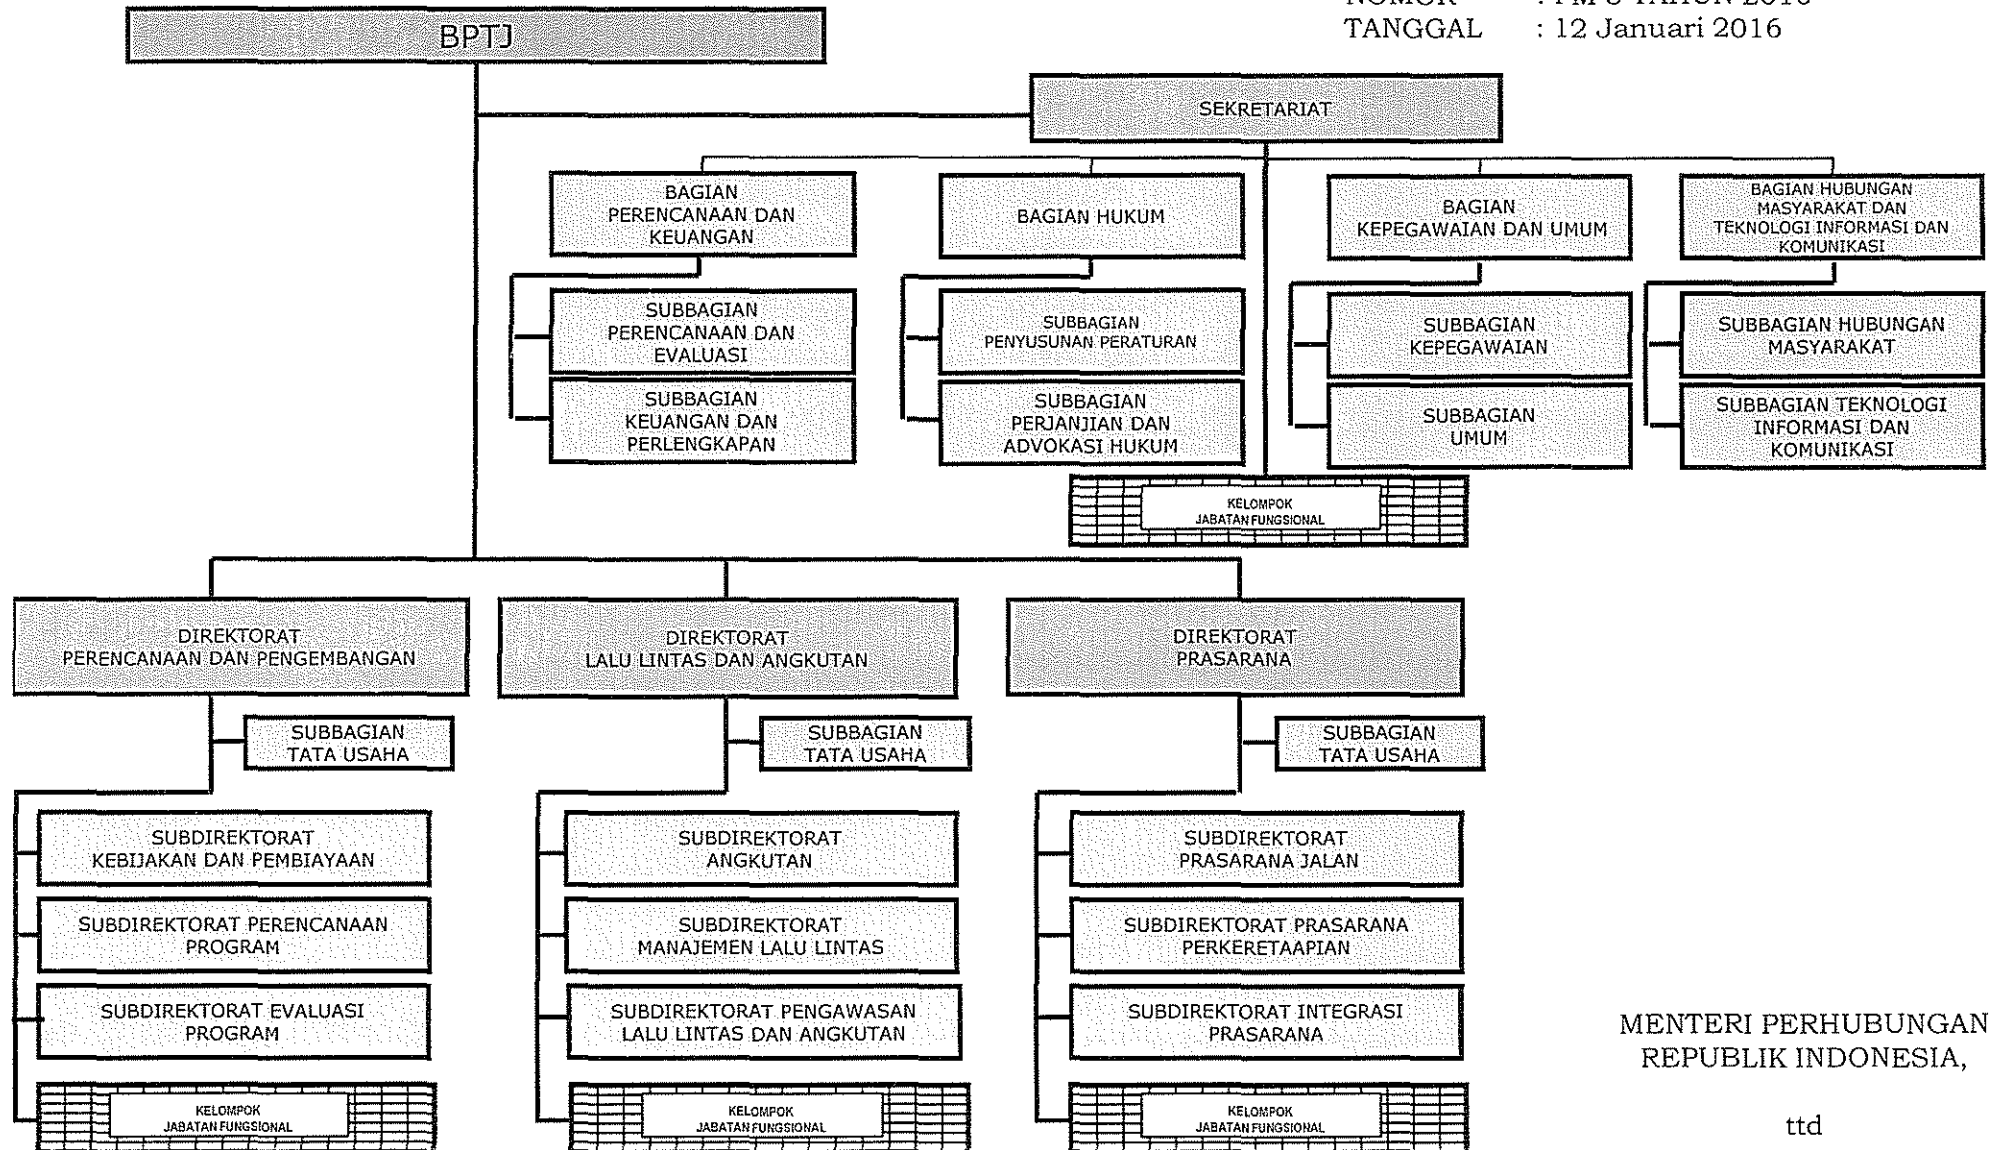 TANGGAL : 12 Januari 2016
BPTJ
SEKRETARIAT
BAGIAN
PERENCANAAN DAN
KEUANGAN
BAGIAN HUKUM
BAGIAN
KEPEGAWAIAN DAN UMUM
BAGIAN HUBUNGAN
MASYARAKAT DAN
TEKNOLOGI INFORMASI DAN
KOMUNIKASI
SUBBAGIAN
PERENCANAAN DAN
EVALUASI
SUBBAGIAN
PENYUSUNAN PERATURAN
SUBBAGIAN
KEPEGAWAIAN
SUBBAGIAN HUBUNGAN
MASYARAKAT
SUBBAGIAN
KEUANGAN DAN
PERLENGKAPAN
SUBBAGIAN
PERJANJIAN DAN
ADVOKASI HUKUM
SUBBAGIAN
UMUM
SUBBAGIAN TEKNOLOGI
INFORMASI DAN
KOMUNIKASI
KELOMPOK
JABATAN FUNGSIONAL
DIREKTORAT
PERENCANAAN DAN PENGEMBANGAN
DIREKTORAT
LALU LINTAS DAN ANGKUTAN
DIREKTORAT
PRASARANA
SUBBAGIAN
TATA USAHA
SUBBAGIAN
TATA USAHA
SUBBAGIAN
TATA USAHA
SUBDIREKTORAT
KEBIJAKAN DAN PEMBIAYAAN
SUBDIREKTORAT
ANGKUTAN
SUBDIREKTORAT
PRASARANA JALAN
SUBDIREKTORAT PERENCANAAN
PROGRAM
SUBDIREKTORAT
MANAJEMEN LALU LINTAS
SUBDIREKTORAT PRASARANA
PERKERETAAPIAN
SUBDIREKTORAT EVALUASI
PROGRAM
SUBDIREKTORAT PENGAWASAN
LALU LINTAS DAN ANGKUTAN
SUBDIREKTORAT INTEGRASI
PRASARANA
KELOMPOK
JABATAN FUNGSIONAL
KELOMPOK
JABATAN FUNGSIONAL
KELOMPOK
JABATAN FUNGSIONAL
MENTERI PERHUBUNGAN
REPUBLIK INDONESIA,
ttd